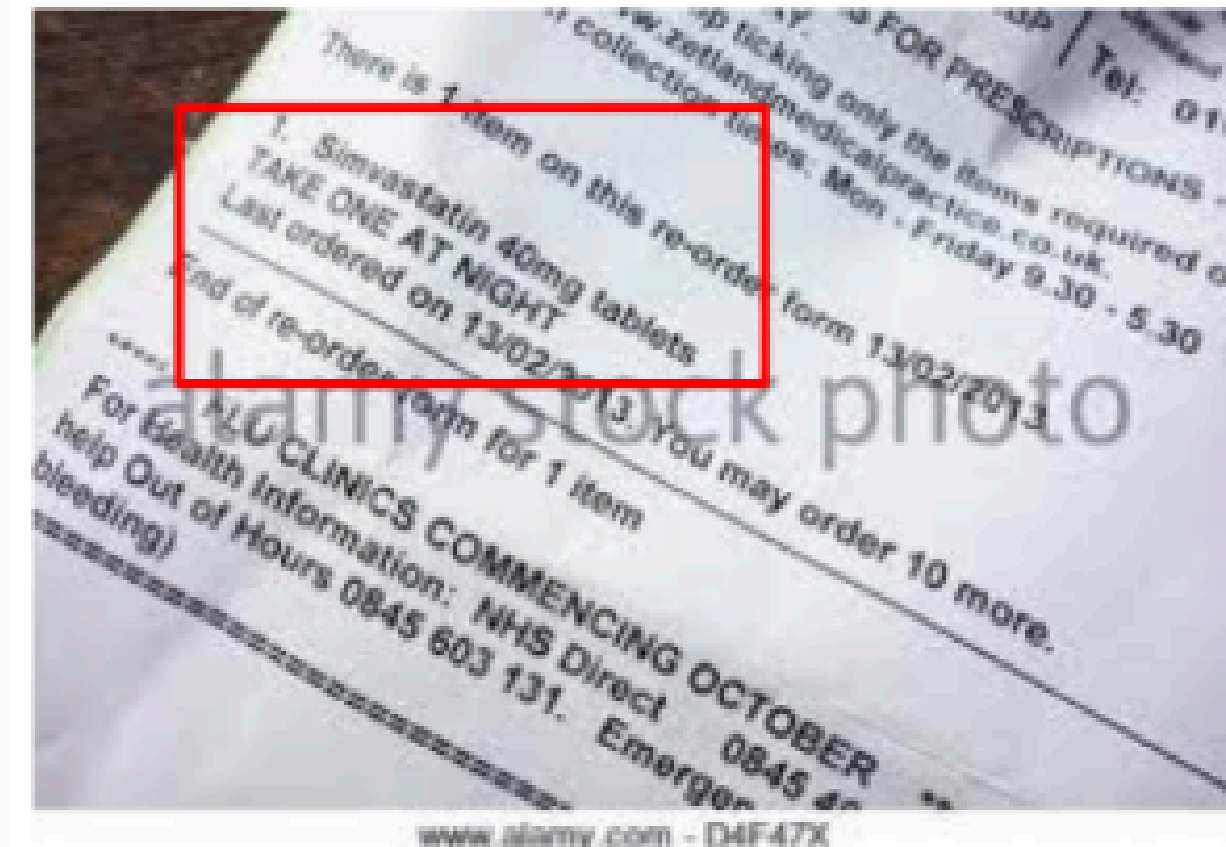 FOR PRESCRIPTIONS -
Tel: 01
ticking only the items required
www.zetlandmedicalpractice.co.uk.
collection times: Mon - Friday 9.30 - 5.30
There is 1 item on this re-order form 13/02/2013
1. Simvastatin 40mg tablets
TAKE ONE AT NIGHT
Last ordered on 13/02/2013. You may order 10 more.
End of re-order form for 1 item
FLU CLINICS COMMENCING OCTOBER **
For Health Information: NHS Direct 0845
help Out of Hours 0845 603 131. Emergen
bleeding)
alamy stock photo
www.alamy.com - D4F47X